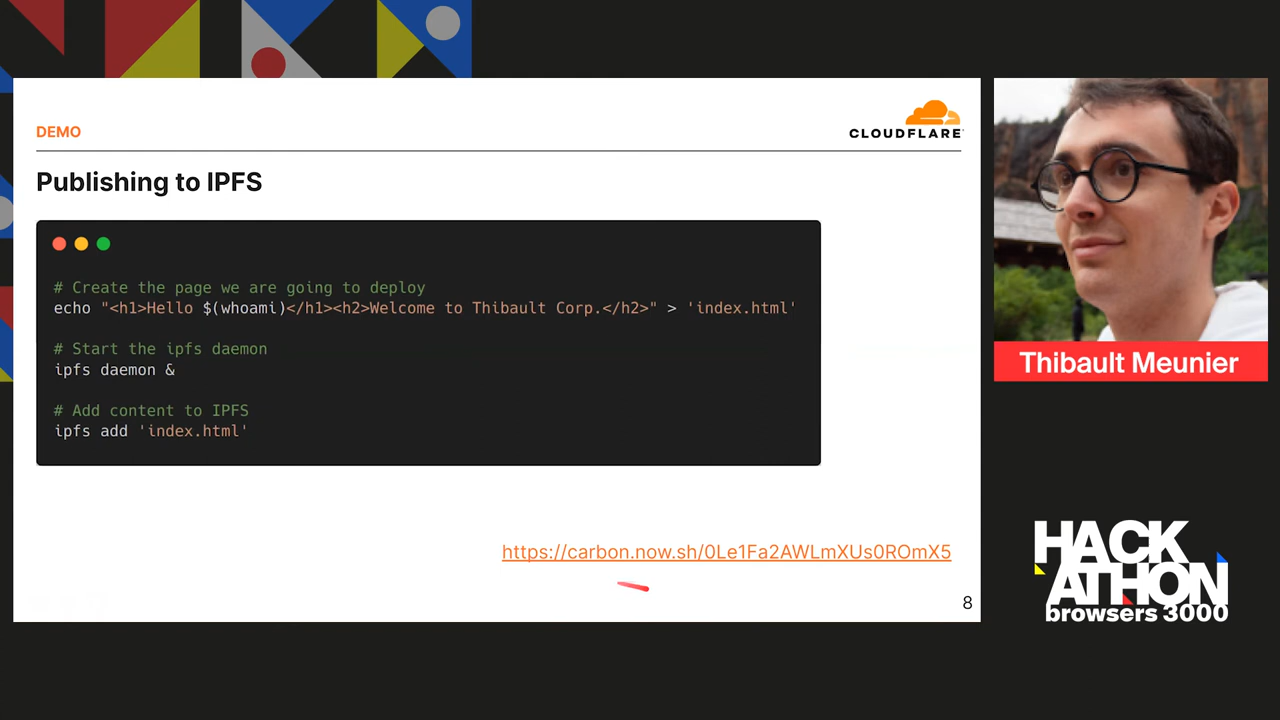 DEMO
CLOUDFLARE
Publishing to IPFS
# Create the page we are going to deploy
echo "<h1>Hello $(whoami)</h1><h2>Welcome to Thibault Corp.</h2>" > 'index.html'
# Start the ipfs daemon
ipfs daemon &
# Add content to IPFS
ipfs add 'index.html'
https://carbon.now.sh/0Le1Fa2AWLmXUs0ROmX5
8
Thibault Meunier
HACK
ATHON
browsers 3000